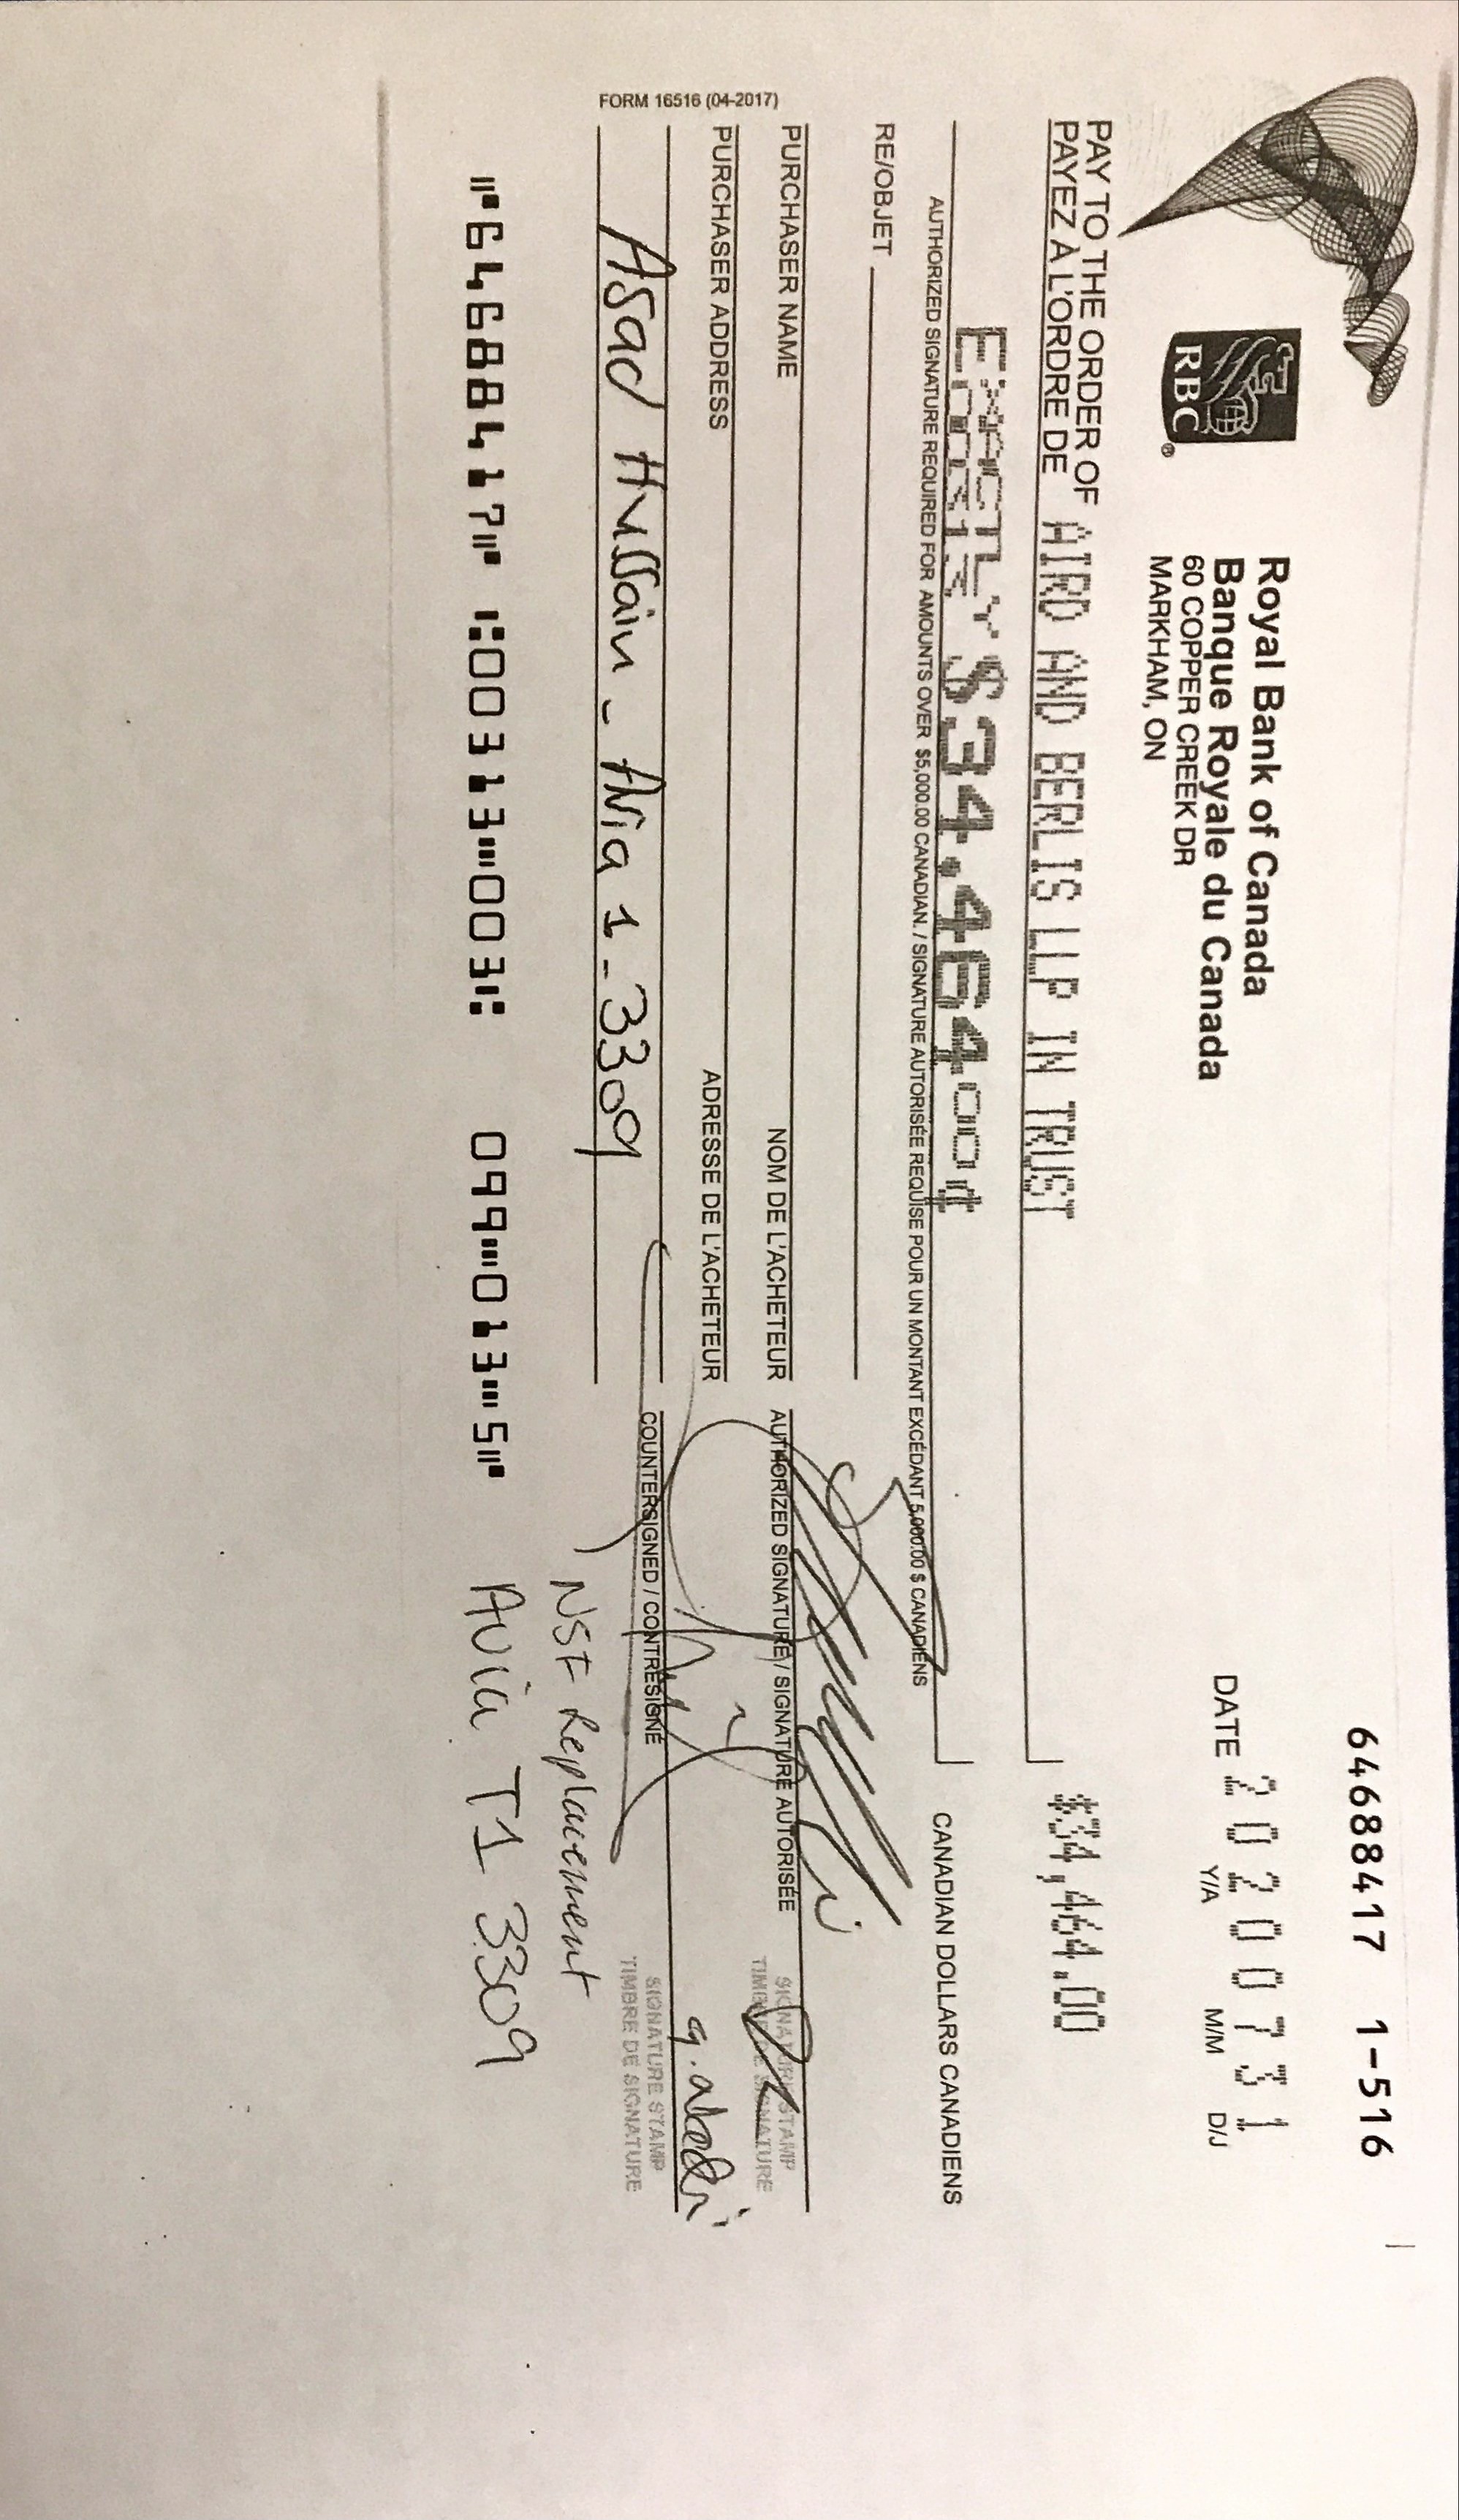 64688417 1-516
RBC ®
Royal Bank of Canada
Banque Royale du Canada
60 COPPER CREEK DR
MARKHAM, ON
DATE 20200731
Y/A M/M D/J
PAY TO THE ORDER OF
PAYEZ À L'ORDRE DE AIRD AND BERLIS LLP IN TRUST $34,464.00
EXACTLY $34,464 00¢ CANADIAN DOLLARS CANADIENS
AUTHORIZED SIGNATURE REQUIRED FOR AMOUNTS OVER $5,000.00 CANADIAN. / SIGNATURE AUTORISÉE REQUISE POUR UN MONTANT EXCÉDANT 5,000.00 $ CANADIENS
RE/OBJET
PURCHASER NAME NOM DE L'ACHETEUR AUTHORIZED SIGNATURE / SIGNATURE AUTORISÉE
SIGNATURE STAMP
TIMBRE DE SIGNATURE
PURCHASER ADDRESS ADRESSE DE L'ACHETEUR
COUNTERSIGNED / CONTRESIGNÉ
SIGNATURE STAMP
TIMBRE DE SIGNATURE
FORM 16516 (04-2017)
Asad Hussain - Avia 1 - 3309
NSF Replacement
⑈64688417⑈ ⑆00313⑉003⑆ 099⑉013⑉5⑈ Avia T1 3309